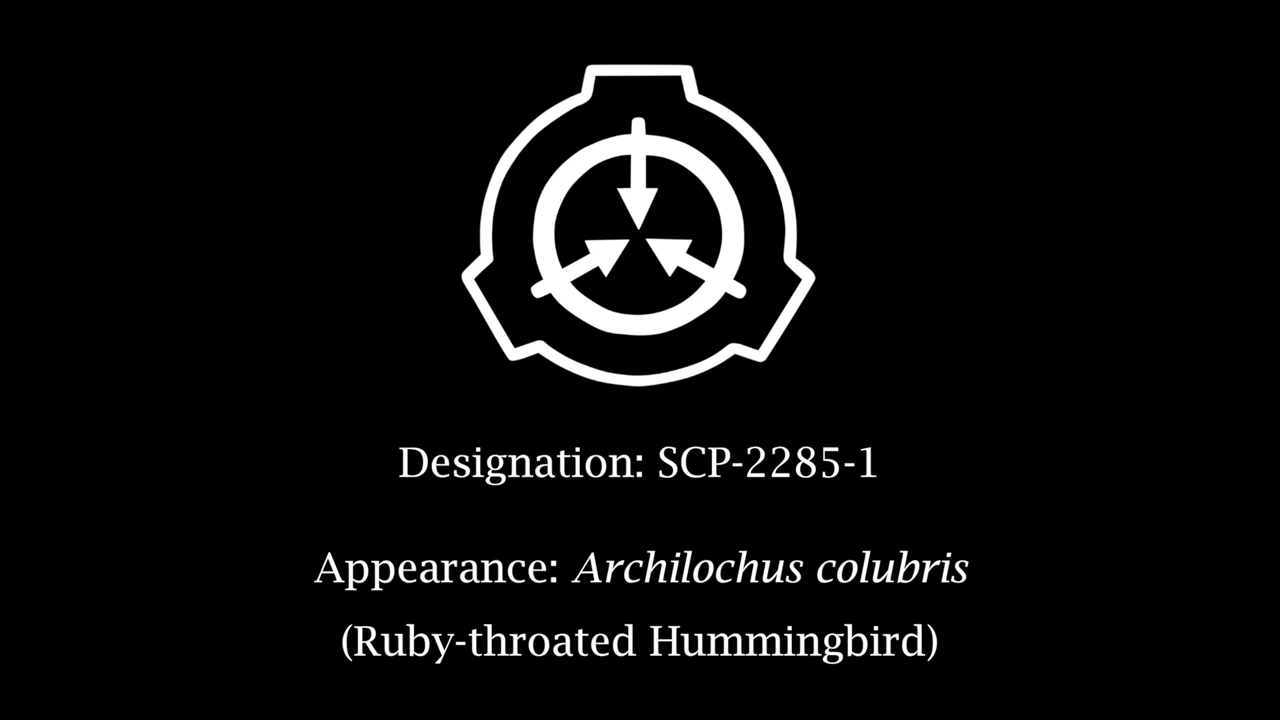 Designation: SCP-2285-1
Appearance: Archilochus colubris
(Ruby-throated Hummingbird)